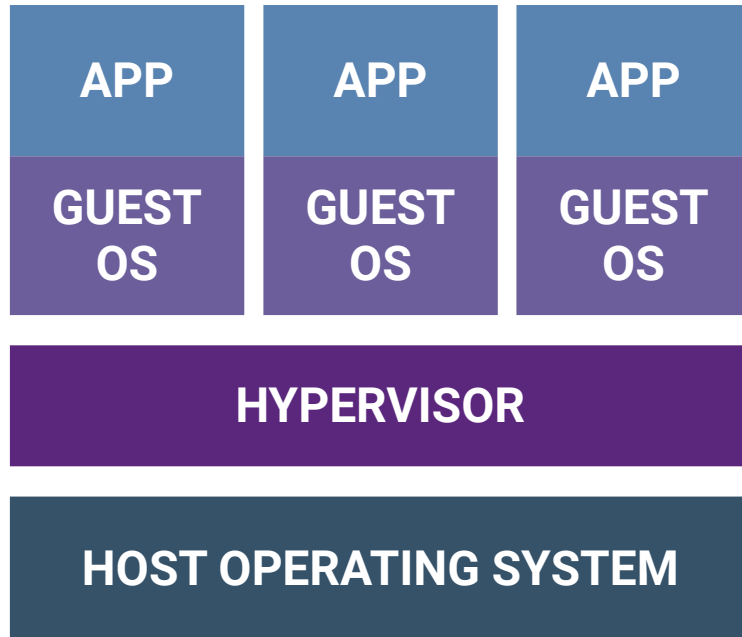 APP
APP
APP
GUEST
OS
GUEST
OS
GUEST
OS
HYPERVISOR
HOST OPERATING SYSTEM